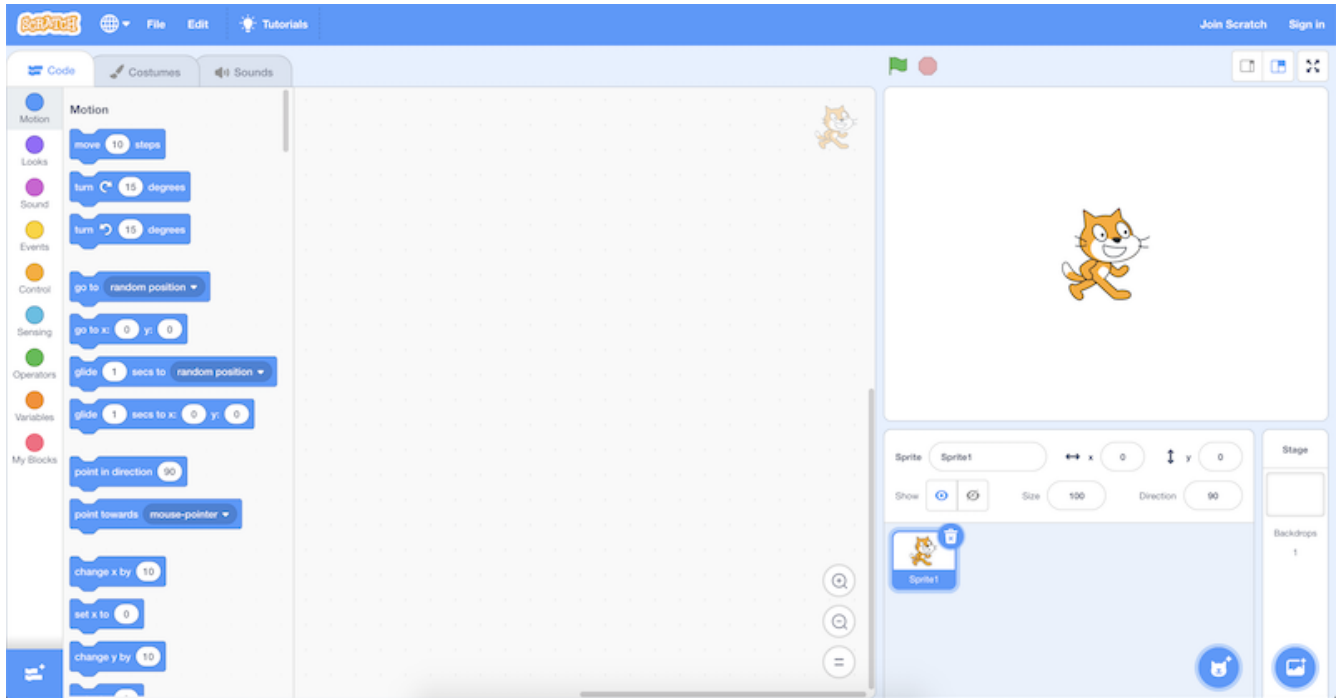 SCRATCH File Edit Tutorials Join Scratch Sign in
Code Costumes Sounds
Motion
Looks
Sound
Events
Control
Sensing
Operators
Variables
My Blocks
Motion
move 10 steps
turn 15 degrees
turn 15 degrees
go to random position
go to x: 0 y: 0
glide 1 secs to random position
glide 1 secs to x: 0 y: 0
point in direction 90
point towards mouse-pointer
change x by 10
set x to 0
change y by 10
Sprite Sprite1 x 0 y 0
Show Size 100 Direction 90
Sprite1
Stage
Backdrops
1